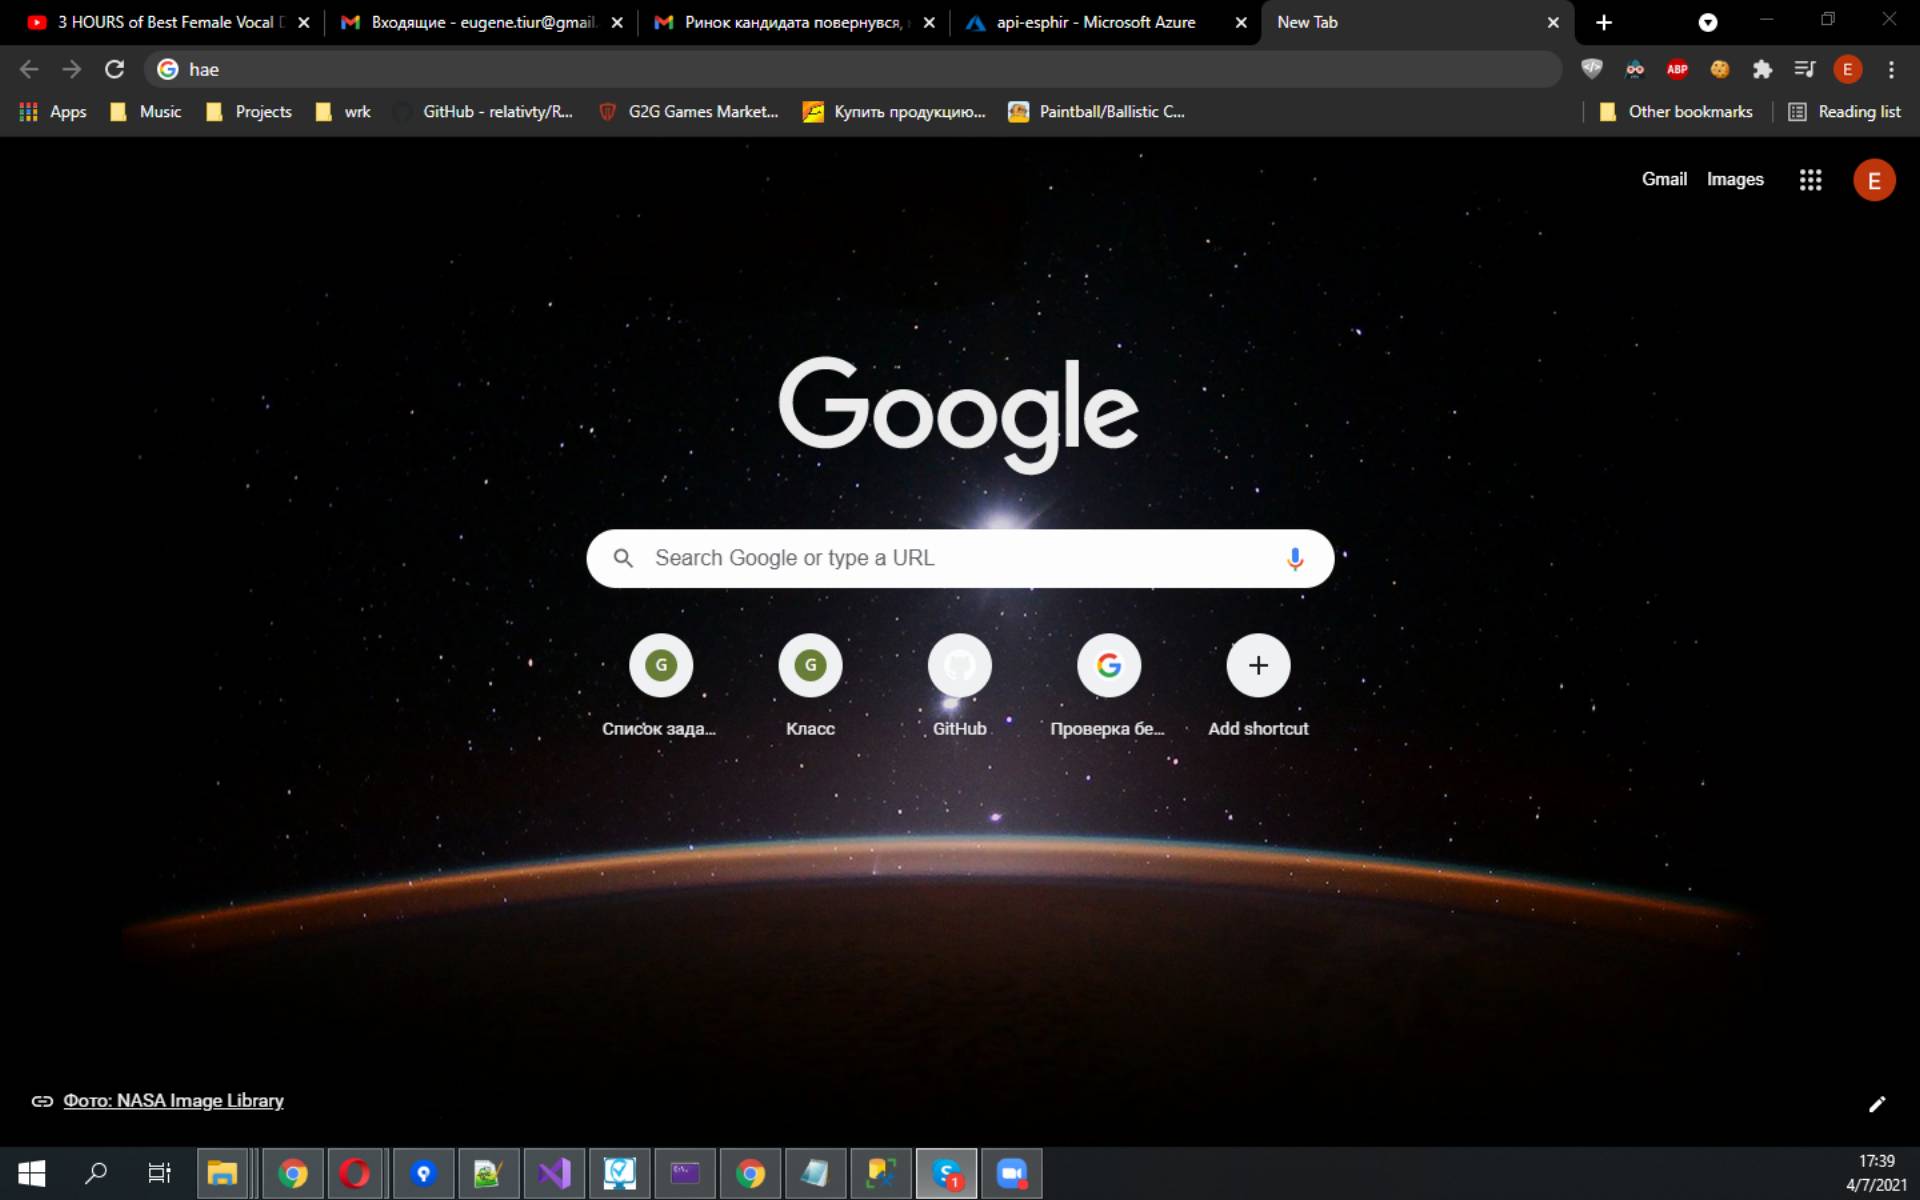 3 HOURS of Best Female Vocal
Входящие - eugene.tiur@gmail.
Ринок кандидата повернувся,
api-esphir - Microsoft Azure
New Tab
hae
ABP
E
Apps
Music
Projects
wrk
GitHub - relativty/R...
G2G Games Market...
Купить продукцию...
Paintball/Ballistic C...
Other bookmarks
Reading list
Gmail
Images
E
Google
Search Google or type a URL
G
G
G
Список зада...
Класс
GitHub
Проверка бе...
Add shortcut
Фото: NASA Image Library
S
1
17:39
4/7/2021